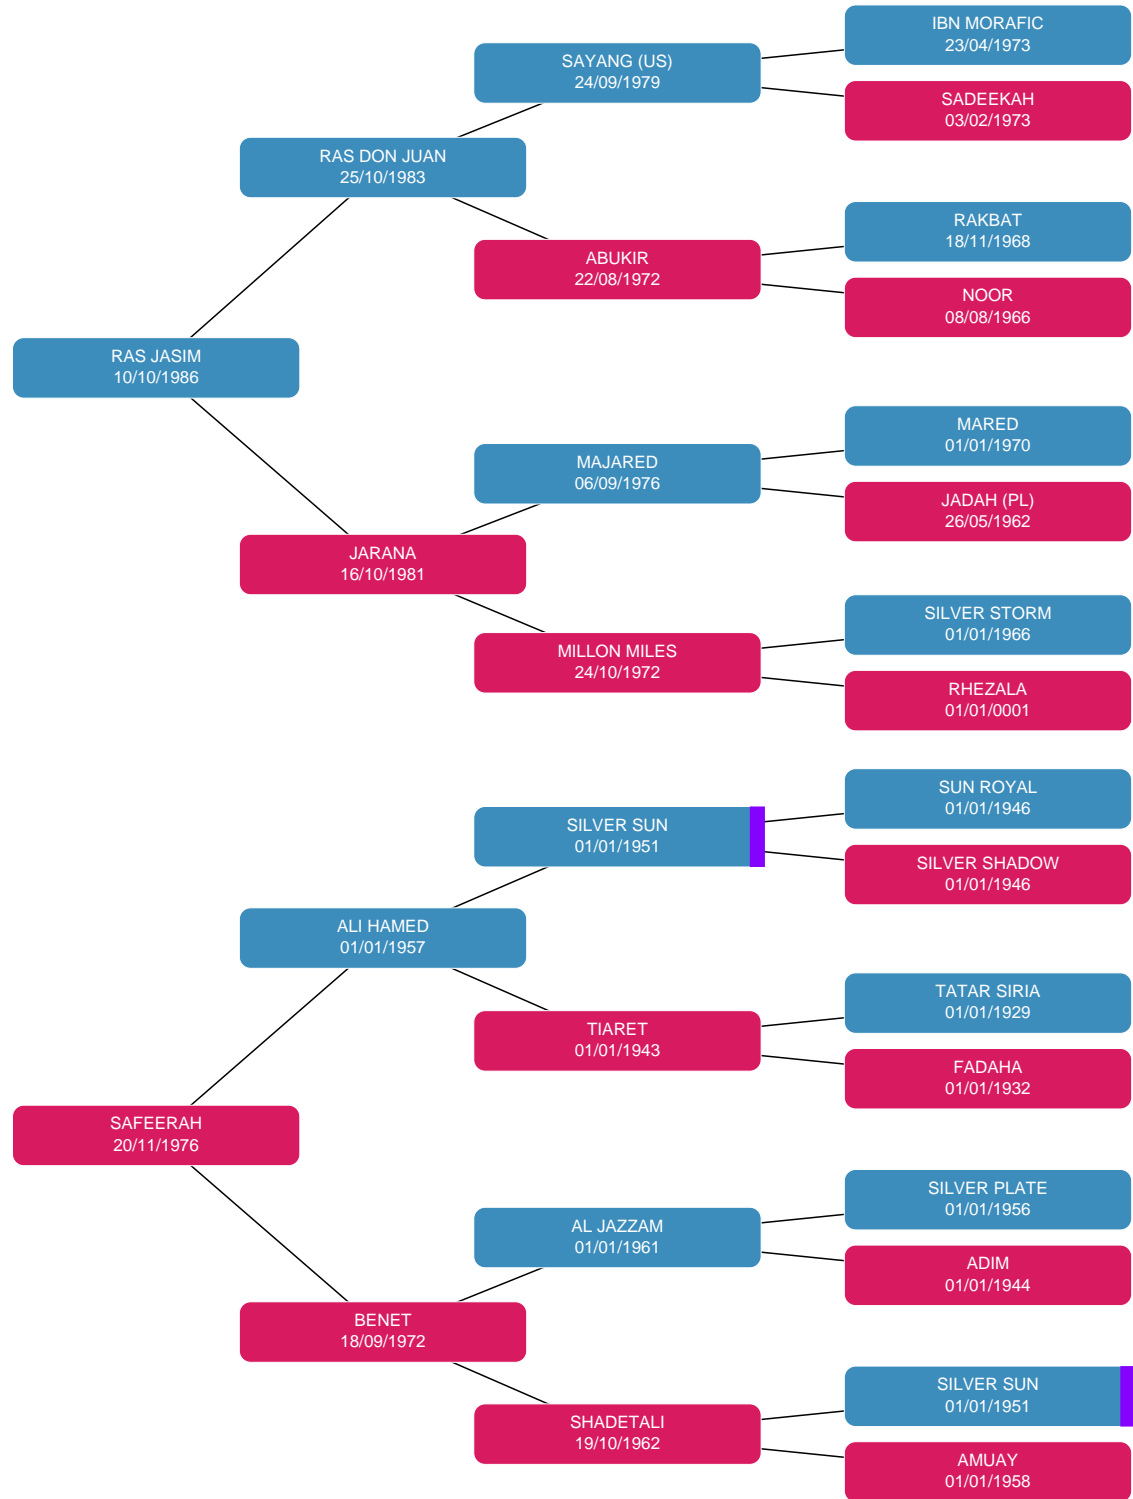 IBN MORAFIC
23/04/1973
SAYANG (US)
24/09/1979
SADEEKAH
03/02/1973
RAS DON JUAN
25/10/1983
RAKBAT
18/11/1968
ABUKIR
22/08/1972
NOOR
08/08/1966
RAS JASIM
10/10/1986
MARED
01/01/1970
MAJARED
06/09/1976
JADAH (PL)
26/05/1962
JARANA
16/10/1981
SILVER STORM
01/01/1966
MILLON MILES
24/10/1972
RHEZALA
01/01/0001
SUN ROYAL
01/01/1946
SILVER SUN
01/01/1951
SILVER SHADOW
01/01/1946
ALI HAMED
01/01/1957
TATAR SIRIA
01/01/1929
TIARET
01/01/1943
FADAHA
01/01/1932
SAFEERAH
20/11/1976
SILVER PLATE
01/01/1956
AL JAZZAM
01/01/1961
ADIM
01/01/1944
BENET
18/09/1972
SILVER SUN
01/01/1951
SHADETALI
19/10/1962
AMUAY
01/01/1958